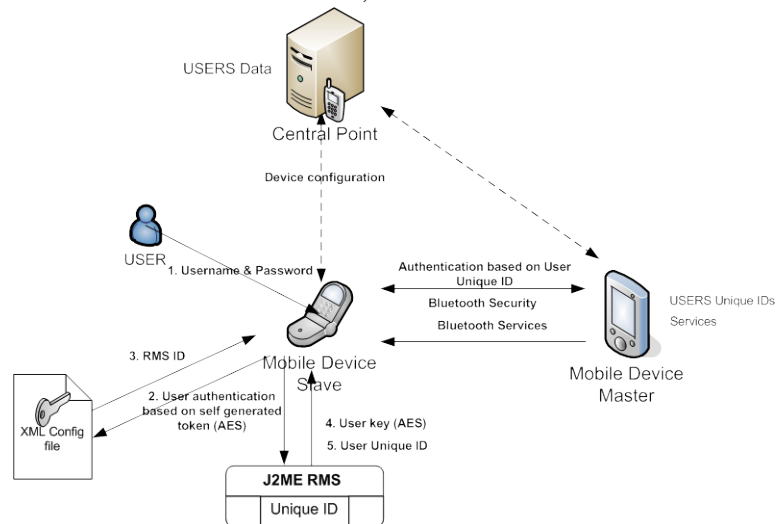 USERS Data
Central Point
Device configuration
USER
1. Username & Password
Authentication based on User
Unique ID
Bluetooth Security
Bluetooth Services
USERS Unique IDs
Services
3. RMS ID
Mobile Device
Slave
Mobile Device
Master
2. User authentication
based on self generated
token (AES)
XML Config
file
4. User key (AES)
5. User Unique ID
J2ME RMS
Unique ID